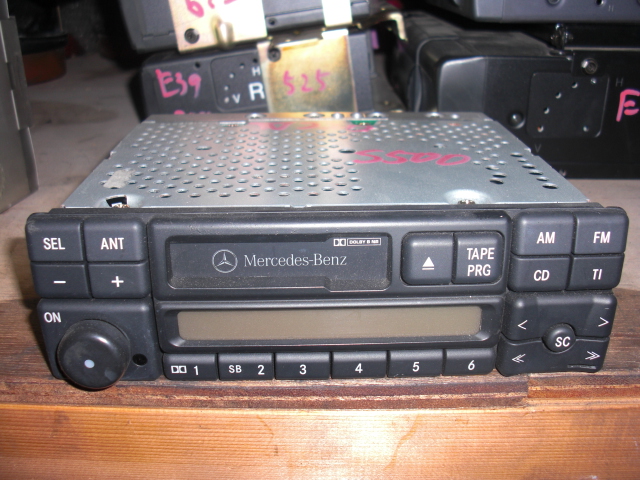 E39
525
H
V
R
H
V
F
S500
SEL ANT
− +
ON
Mercedes-Benz
DOLBY B NR
TAPE
PRG
AM FM
CD TI
< >
SC
≪ ≫
1 SB 2 3 4 5 6